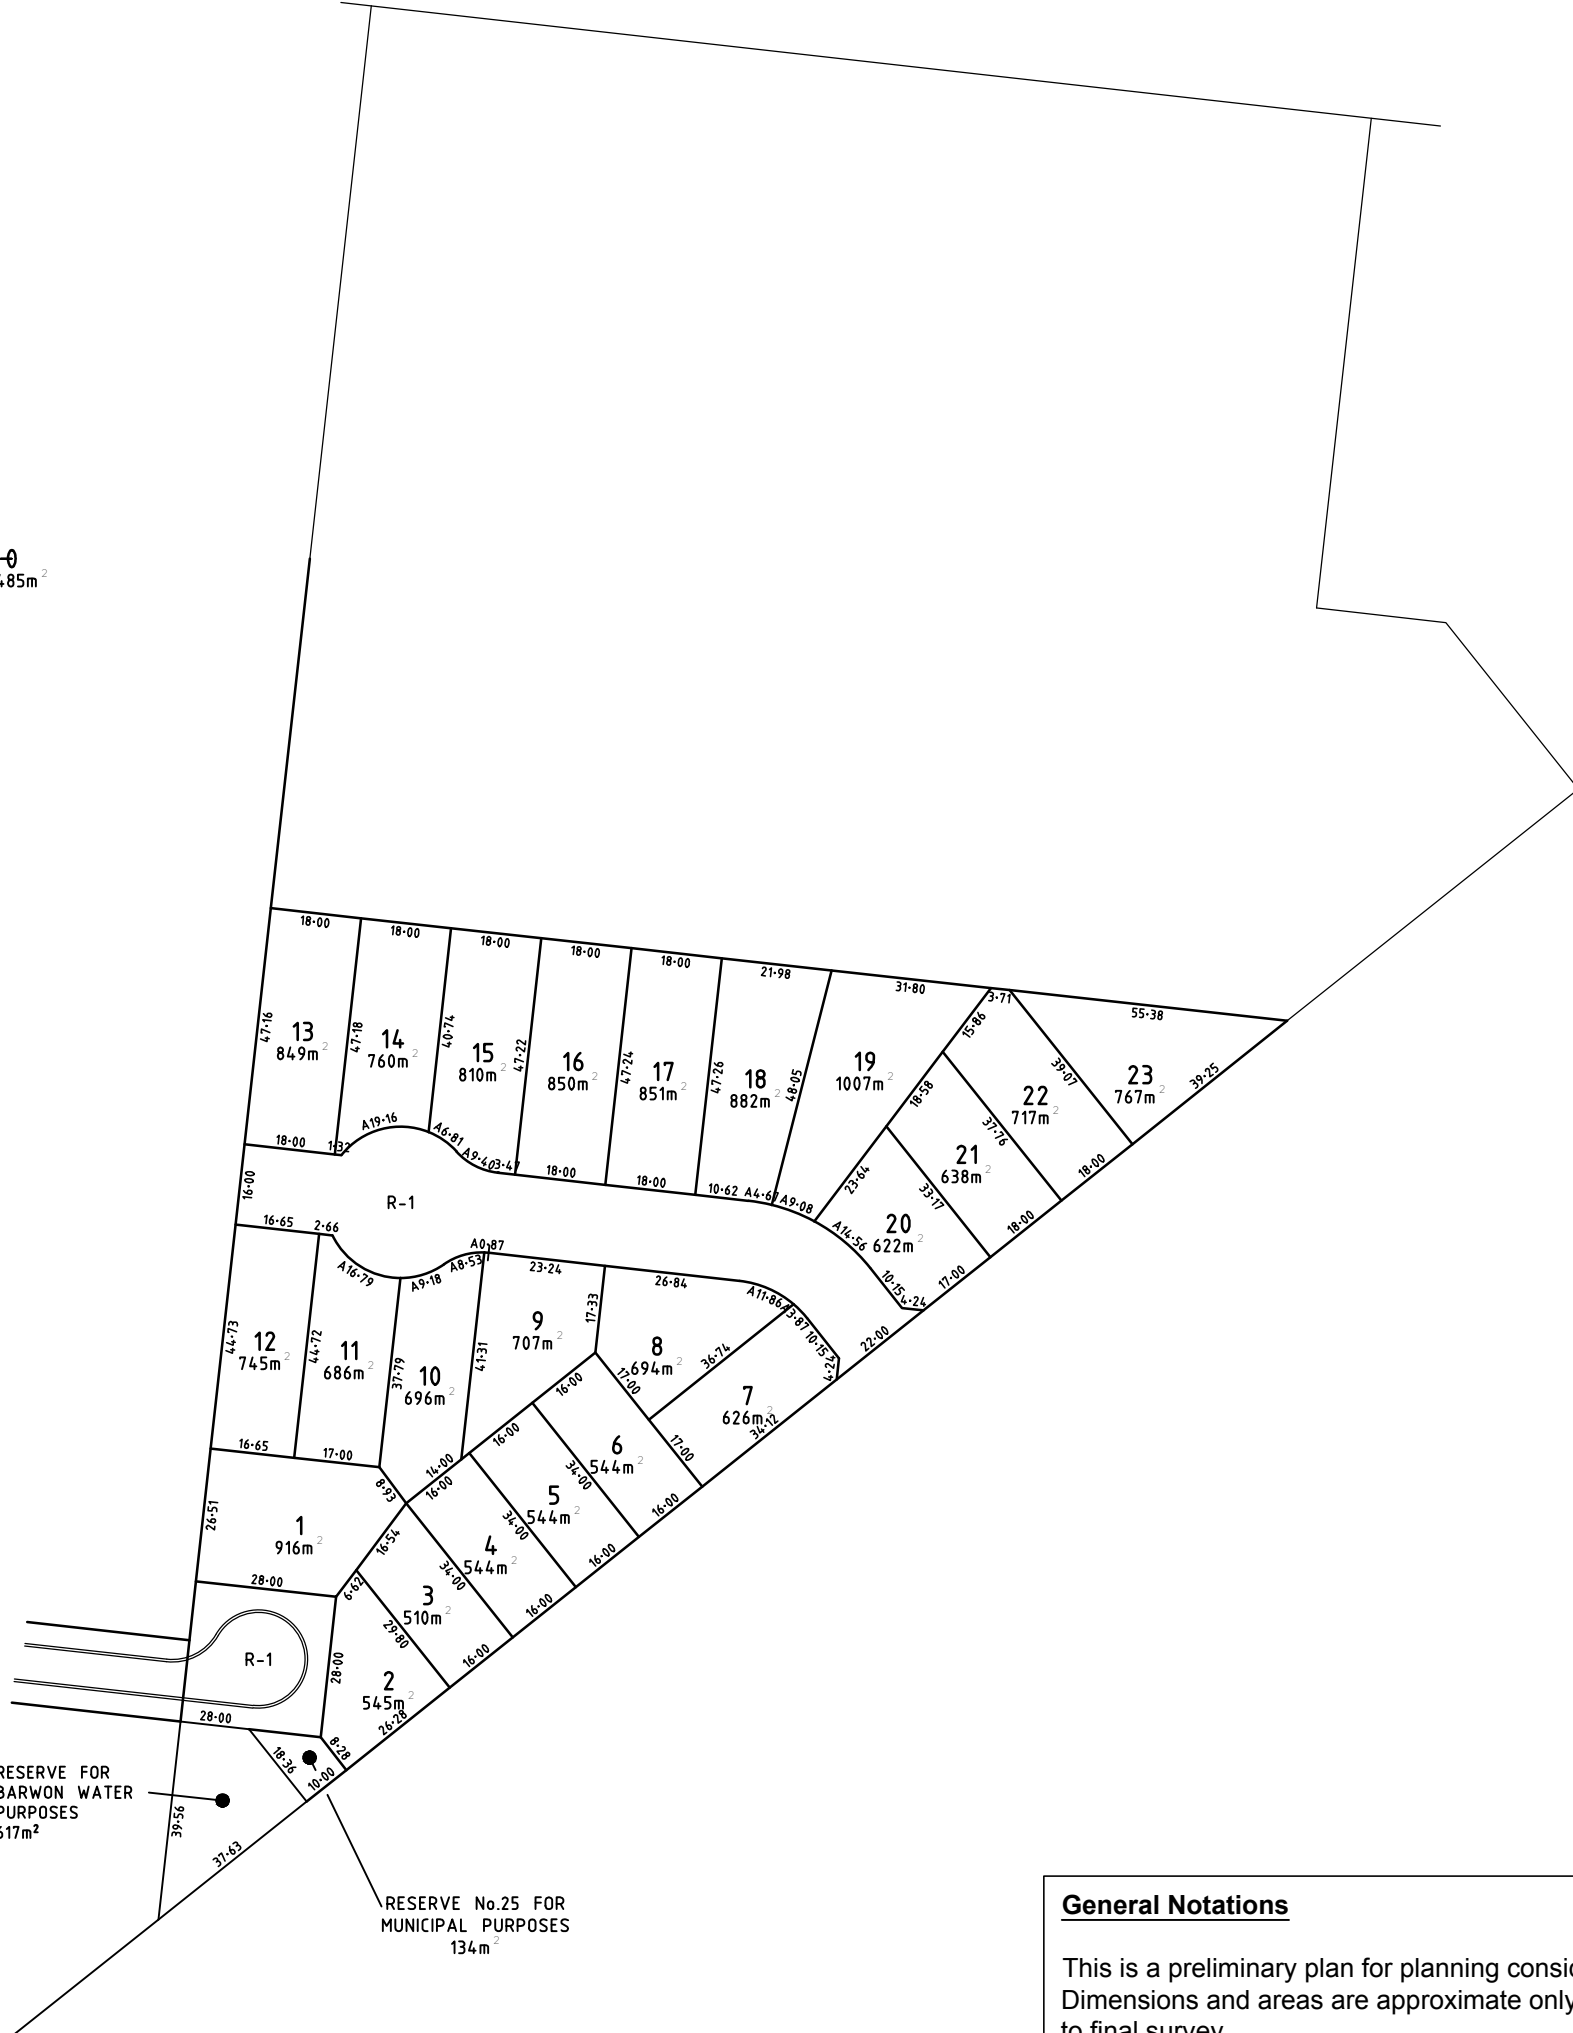 485m²
18·00
18·00
18·00
18·00
18·00
21·98
31·80
3·71
55·38
47·16
13
849m²
47·18
14
760m²
40·74
15
810m²
47·22
16
850m²
47·24
17
851m²
47·26
18
882m²
48·05
19
1007m²
15·86
18·58
39·07
22
717m²
23
767m²
39·25
37·76
21
638m²
18·00
23·64
33·17
20
622m²
18·00
17·00
18·00
1·32
A19·16
A6·81
A9·40
3·47
18·00
18·00
10·62
A4·67
A9·08
A14·56
10·15
4·24
22·00
16·00
R-1
16·65
2·66
A16·79
A9·18
A8·53
A0·87
23·24
26·84
A11·86
A3·87
10·15
4·24
44·73
12
745m²
44·72
11
686m²
37·79
10
696m²
41·31
9
707m²
17·33
8
694m²
36·74
7
626m²
34·12
16·00
17·00
17·00
16·00
6
544m²
34·00
16·00
5
544m²
34·00
16·00
14·00
16·00
4
544m²
34·00
16·00
16·65
17·00
8·93
26·51
1
916m²
16·54
28·00
6·62
3
510m²
29·80
16·00
R-1
28·00
2
545m²
26·28
28·00
8·28
18·36
10·00
RESERVE FOR
BARWON WATER
PURPOSES
617m²
39·56
37·63
RESERVE No.25 FOR
MUNICIPAL PURPOSES
134m²
General Notations
This is a preliminary plan for planning
Dimensions and areas are approximate only
to final survey